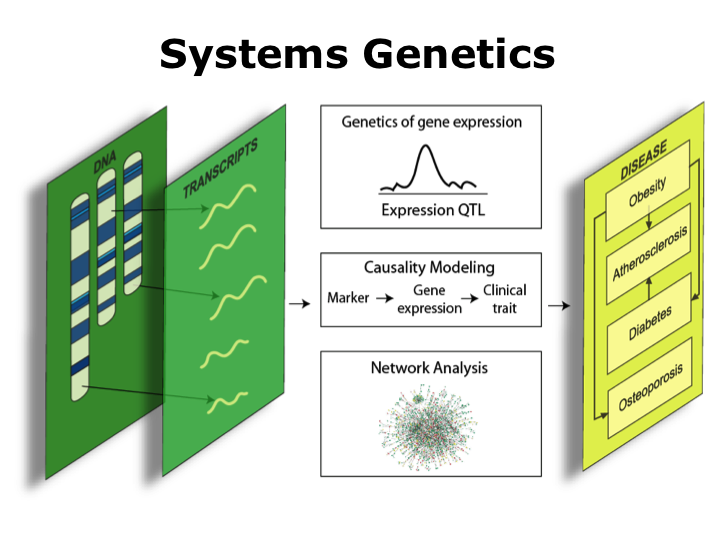 Systems Genetics
DNA
TRANSCRIPTS
Genetics of gene expression
Expression QTL
Causality Modeling
Marker
Gene
expression
Clinical
trait
Network Analysis
DISEASE
Obesity
Atherosclerosis
Diabetes
Osteoporosis